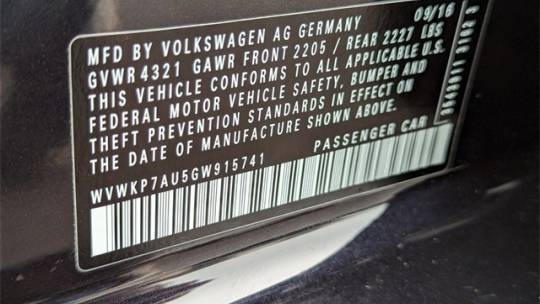 MFD BY VOLKSWAGEN AG GERMANY 09/16
GVWR 4321 GAWR FRONT 2205 / REAR 2227 LBS
THIS VEHICLE CONFORMS TO ALL APPLICABLE U.S.
FEDERAL MOTOR VEHICLE SAFETY, BUMPER AND
THEFT PREVENTION STANDARDS IN EFFECT ON
THE DATE OF MANUFACTURE SHOWN ABOVE.
WVWKP7AU5GW915741 PASSENGER CAR